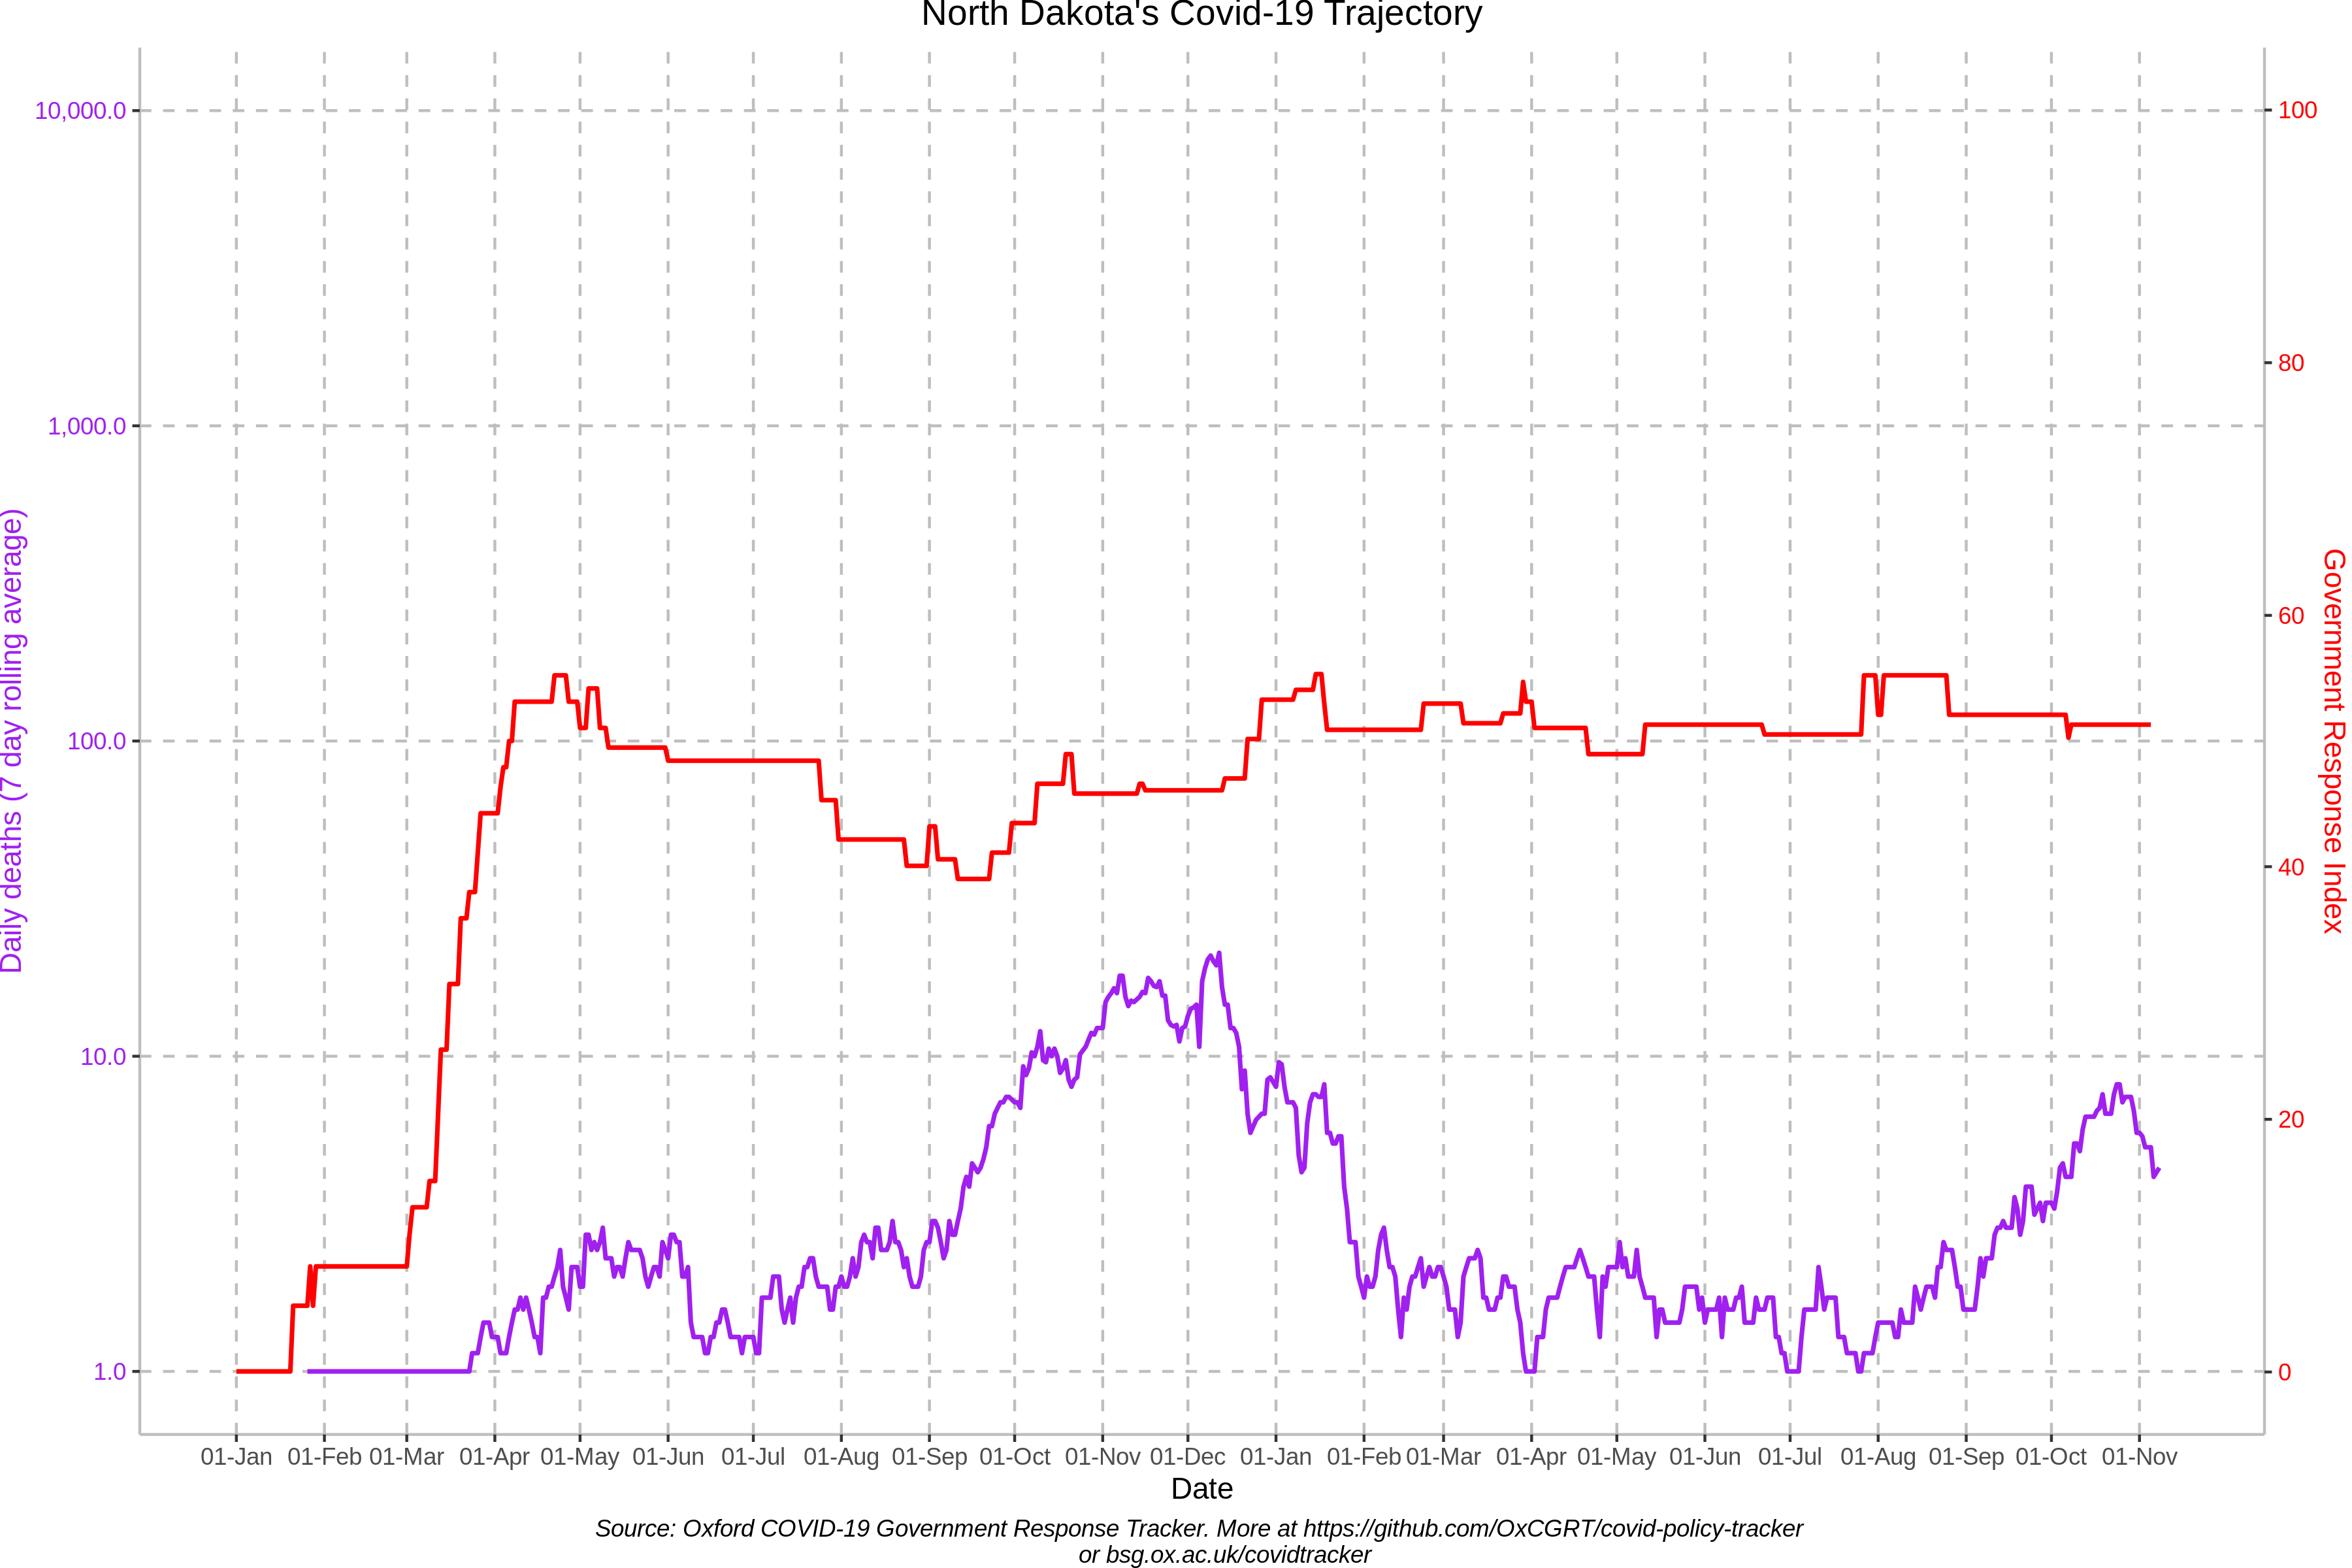 North Dakota's Covid-19 Trajectory
10,000.0
1,000.0
100.0
10.0
1.0
Daily deaths (7 day rolling average)
100
80
60
40
20
0
Government Response Index
01-Jan 01-Feb 01-Mar 01-Apr 01-May 01-Jun 01-Jul 01-Aug 01-Sep 01-Oct 01-Nov 01-Dec 01-Jan 01-Feb 01-Mar 01-Apr 01-May 01-Jun 01-Jul 01-Aug 01-Sep 01-Oct 01-Nov
Date
Source: Oxford COVID-19 Government Response Tracker. More at https://github.com/OxCGRT/covid-policy-tracker
or bsg.ox.ac.uk/covidtracker